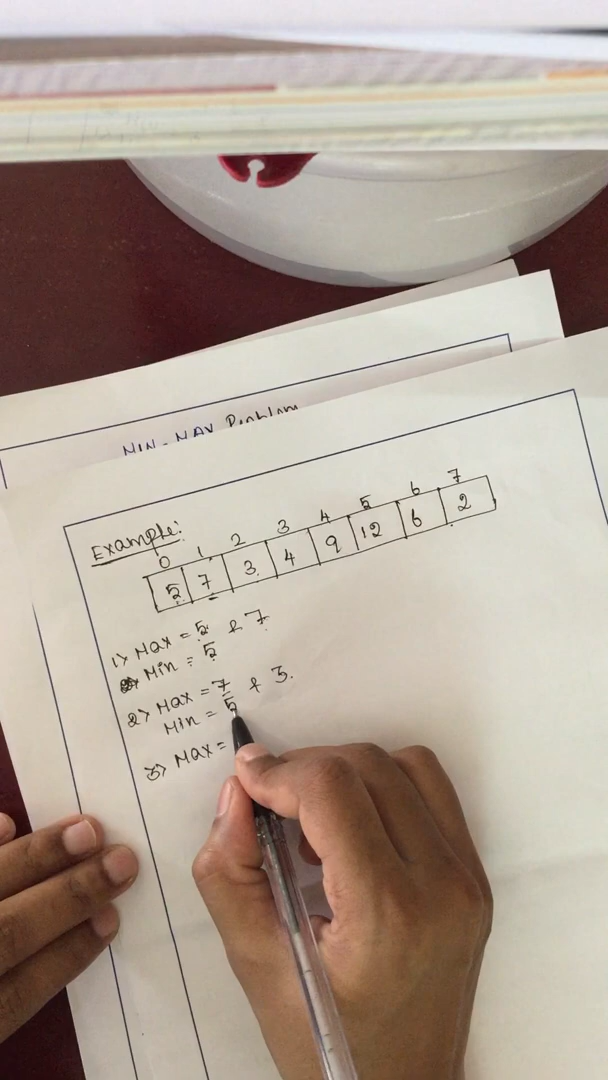 MIN - MAX Problem
Example:
0 1 2 3 4 5 6 7
5 7 3 4 9 12 6 2
1) Max = 5 & 7
Min = 5
2) Max = 7 & 3.
Min = 5
3) Max =